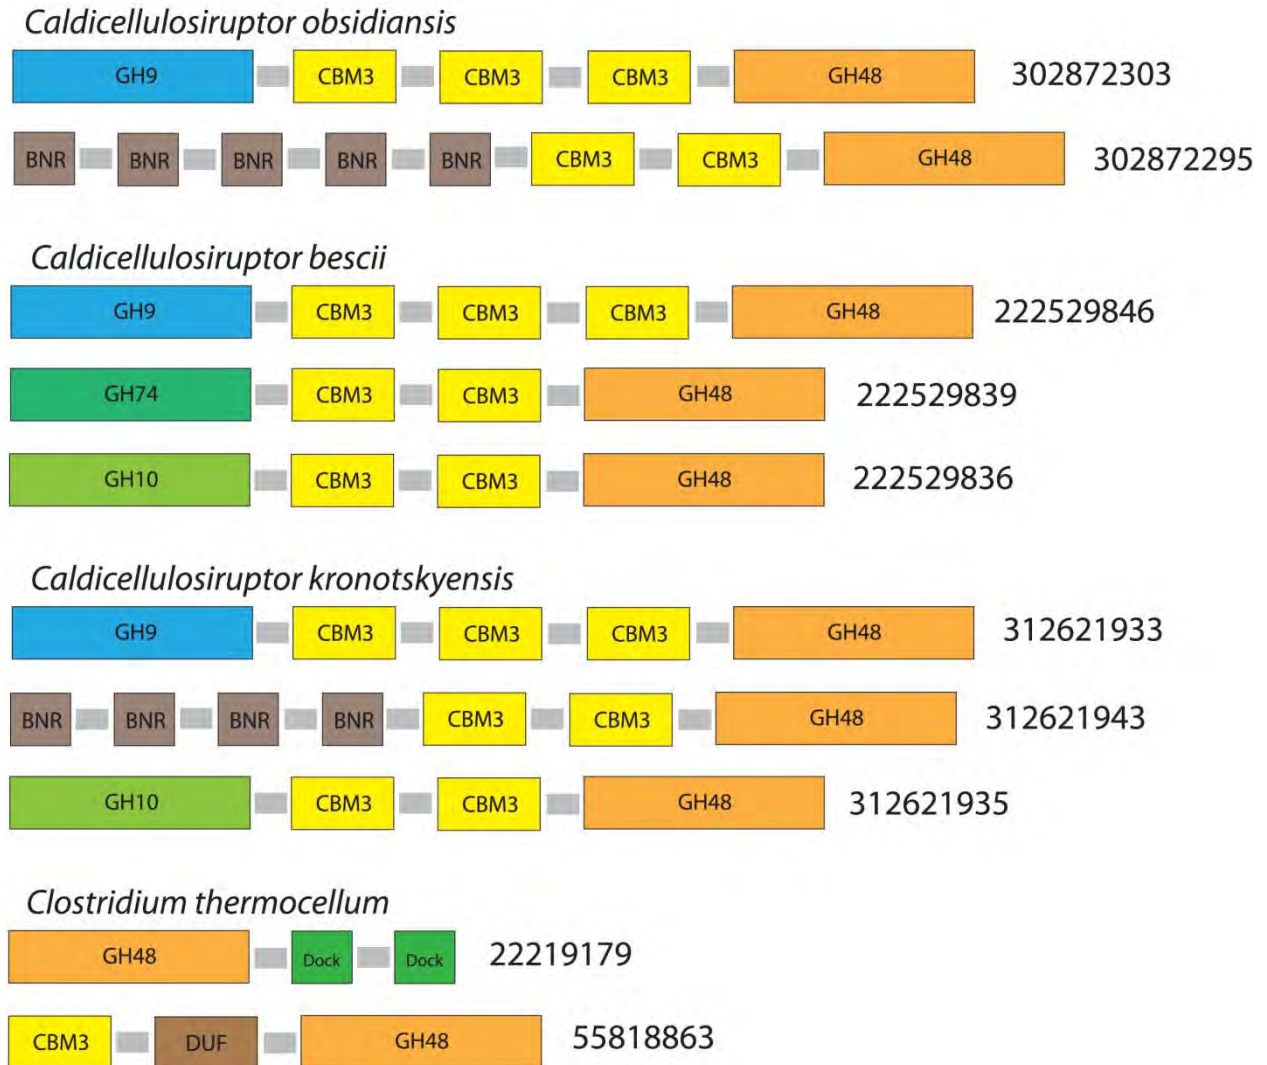 Caldicellulosiruptor obsidiansis
GH9 CBM3 CBM3 CBM3 GH48 302872303
BNR BNR BNR BNR BNR CBM3 CBM3 GH48 302872295
Caldicellulosiruptor bescii
GH9 CBM3 CBM3 CBM3 GH48 222529846
GH74 CBM3 CBM3 GH48 222529839
GH10 CBM3 CBM3 GH48 222529836
Caldicellulosiruptor kronotskyensis
GH9 CBM3 CBM3 CBM3 GH48 312621933
BNR BNR BNR BNR CBM3 CBM3 GH48 312621943
GH10 CBM3 CBM3 GH48 312621935
Clostridium thermocellum
GH48 Dock Dock 22219179
CBM3 DUF GH48 55818863